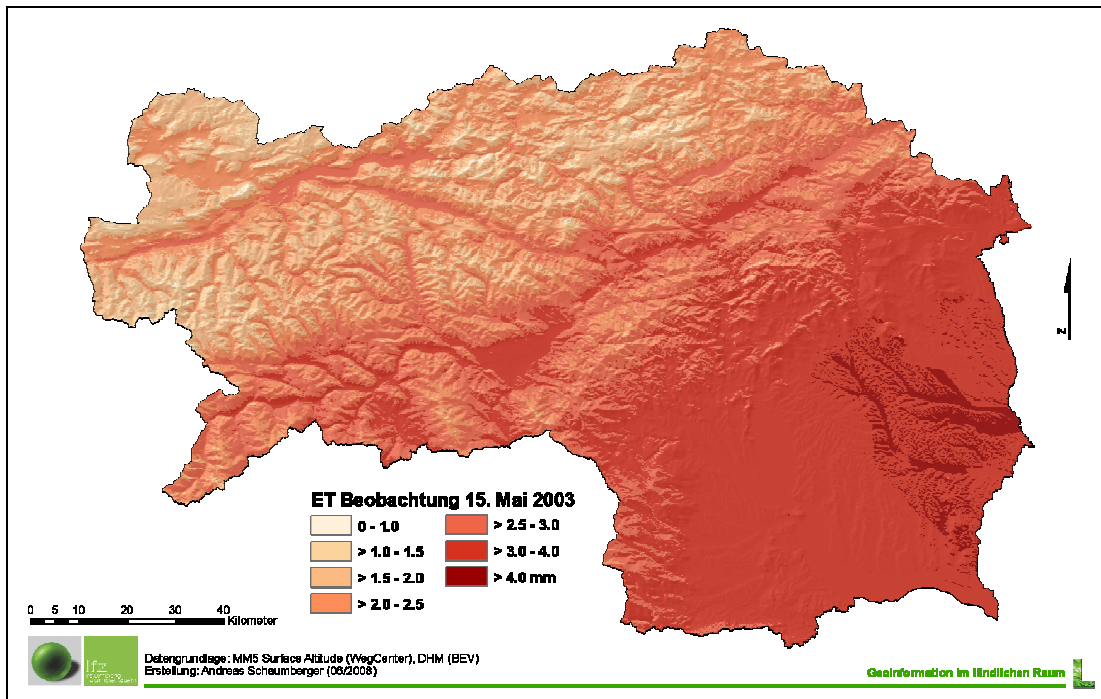 N
ET Beobachtung 15. Mai 2003
0 - 1.0
> 1.0 - 1.5
> 1.5 - 2.0
> 2.0 - 2.5
> 2.5 - 3.0
> 3.0 - 4.0
> 4.0 mm
0 5 10 20 30 40
Kilometer
lfz
Datengrundlage: MM5 Surface Altitude (WegCenter), DHM (BEV)
Erstellung: Andreas Schaumberger (06/2008)
Geoinformation im ländlichen Raum